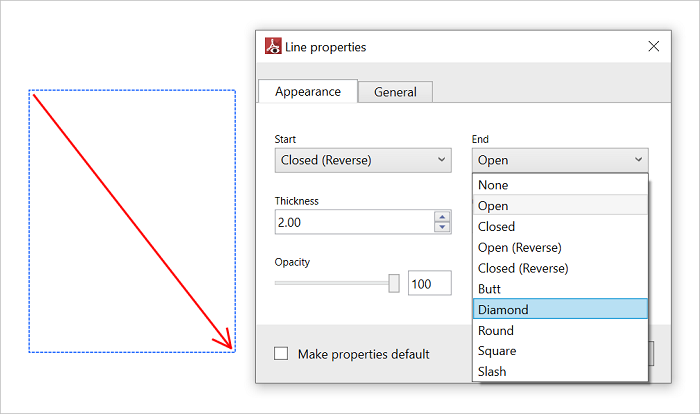 Line properties
Appearance
General
Start
End
Closed (Reverse)
Open
None
Thickness
Open
2.00
Closed
Open (Reverse)
Opacity
Closed (Reverse)
100
Butt
Diamond
Round
Make properties default
Square
Slash